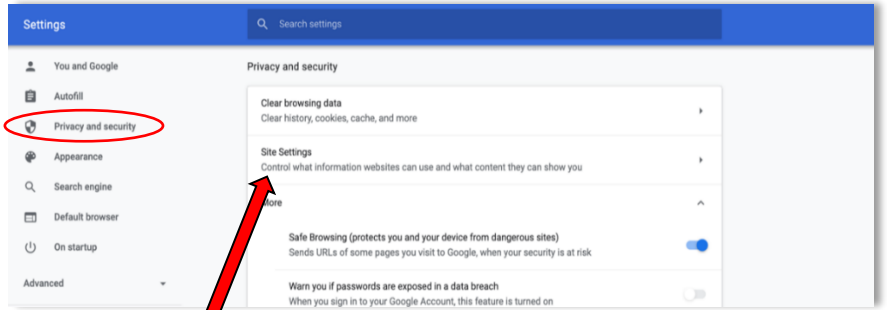 Settings
Search settings
You and Google
Autofill
Privacy and security
Appearance
Search engine
Default browser
On startup
Advanced
Privacy and security
Clear browsing data
Clear history, cookies, cache, and more
Site Settings
Control what information websites can use and what content they can show you
More
Safe Browsing (protects you and your device from dangerous sites)
Sends URLs of some pages you visit to Google, when your security is at risk
Warn you if passwords are exposed in a data breach
When you sign in to your Google Account, this feature is turned on